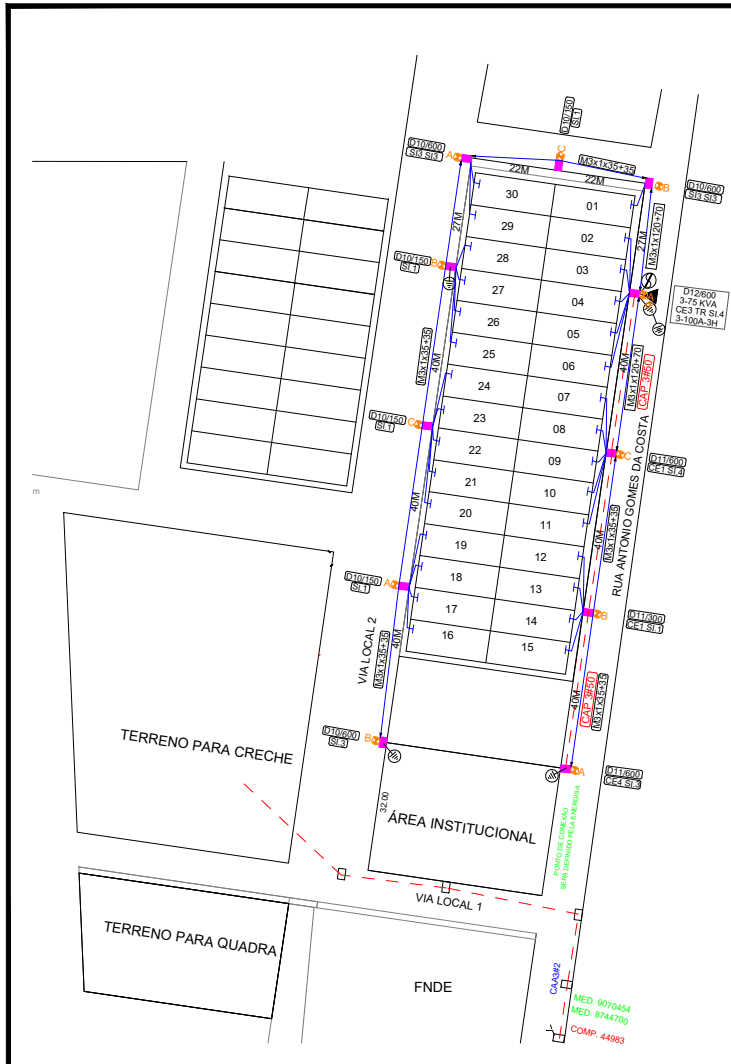 D10/150
SI.1
D10/600
SI3 SI3
A
C
M3x1x35+35
22M
22M
B
D10/600
SI3 SI3
30
01
29
02
28
03
27
04
26
05
25
06
24
07
23
08
22
09
21
10
20
11
19
12
18
13
17
14
16
15
27M
27M
M3x1x120+70
D10/150
SI.1
B
D12/600
3-75 KVA
CE3 TR SI.4
3-100A-3H
M3x1x35+35
40M
40M
M3x1x120+70
CAP 3#50
D10/150
SI.1
C
C
D11/600
CE1 SI.4
RUA ANTONIO GOMES DA COSTA
m
40M
40M
M3x1x35+35
D10/150
SI.1
A
B
D11/300
CE1 SI.1
VIA LOCAL 2
M3x1x35+35
40M
40M
CAP 3#50
M3x1x35+35
D10/600
SI.3
B
A
D11/600
CE4 SI.3
TERRENO PARA CRECHE
32.00
ÁREA INSTITUCIONAL
PONTO DE CONEXÃO
SERÁ DEFINIDO PELA ENERGISA
VIA LOCAL 1
TERRENO PARA QUADRA
FNDE
CAA3#2
MED. 9070454
MED. 8744700
COMP. 44983